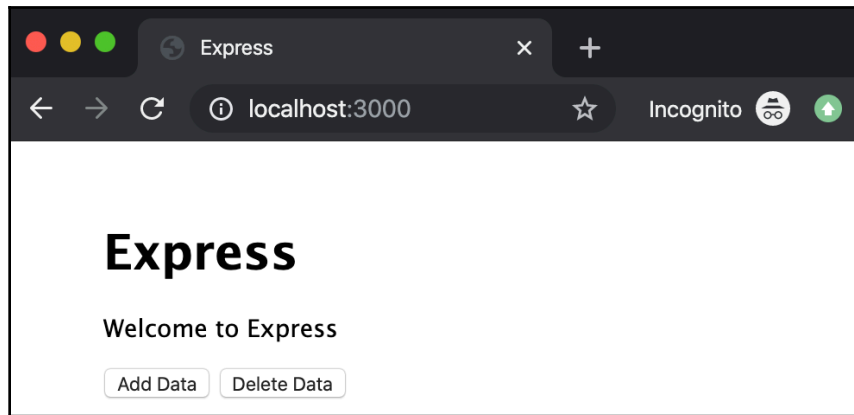 Express
localhost:3000 Incognito
Express
Welcome to Express
Add Data Delete Data